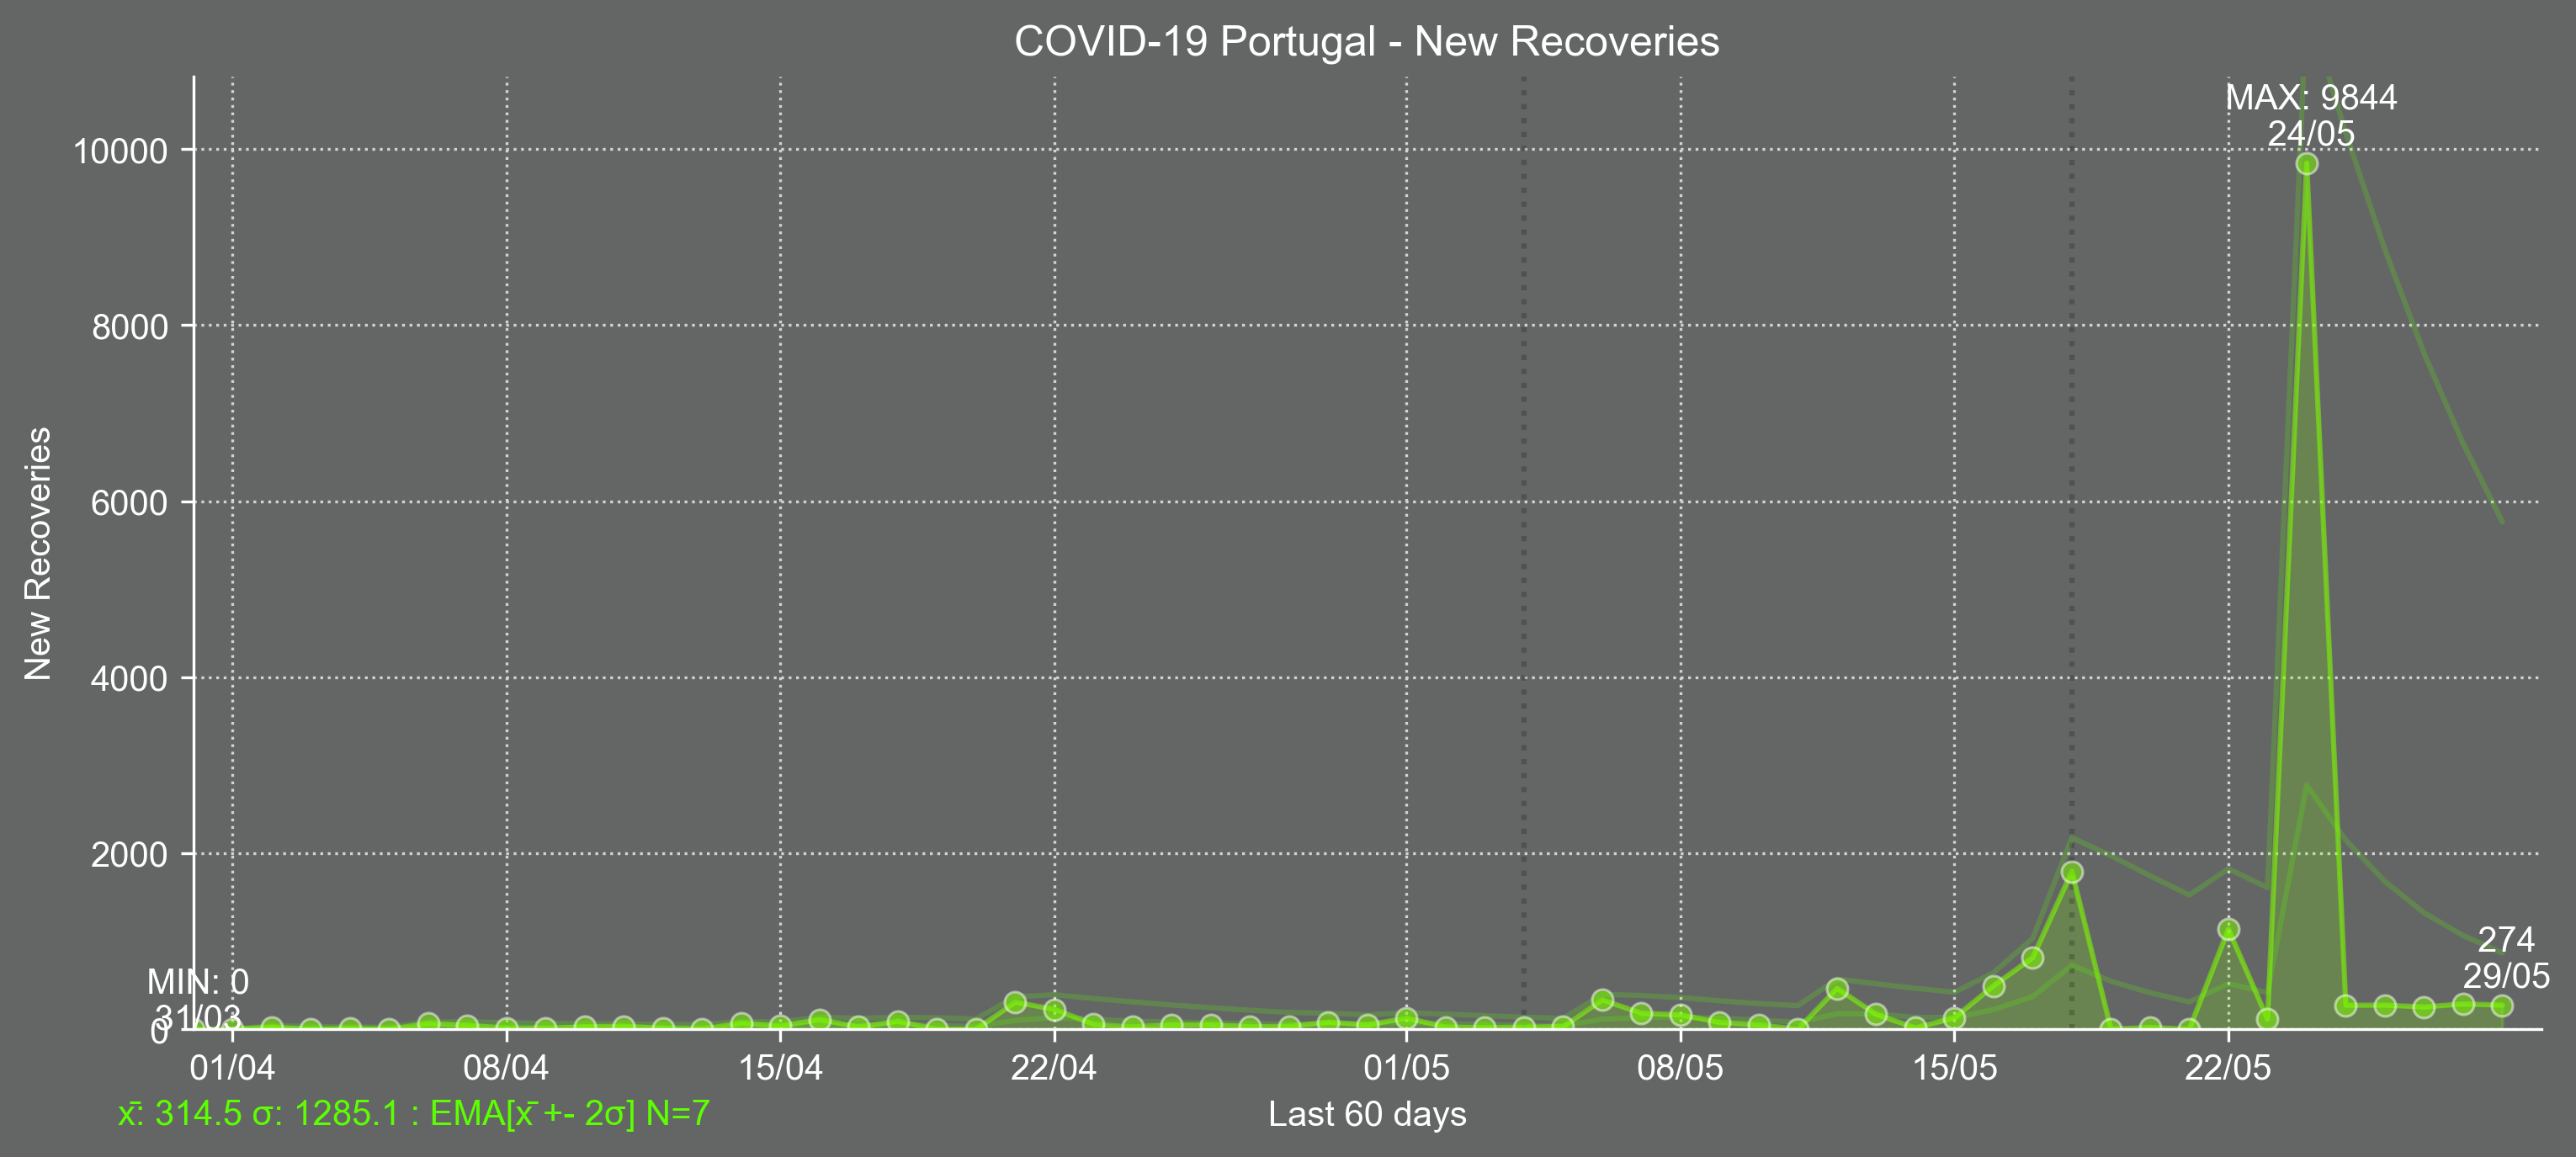 COVID-19 Portugal - New Recoveries
MAX: 9844
24/05
10000
8000
6000
4000
2000
0
New Recoveries
MIN: 0
31/03
274
29/05
01/04 08/04 15/04 22/04 01/05 08/05 15/05 22/05
x̄: 314.5 σ: 1285.1 : EMA[x̄ +- 2σ] N=7
Last 60 days